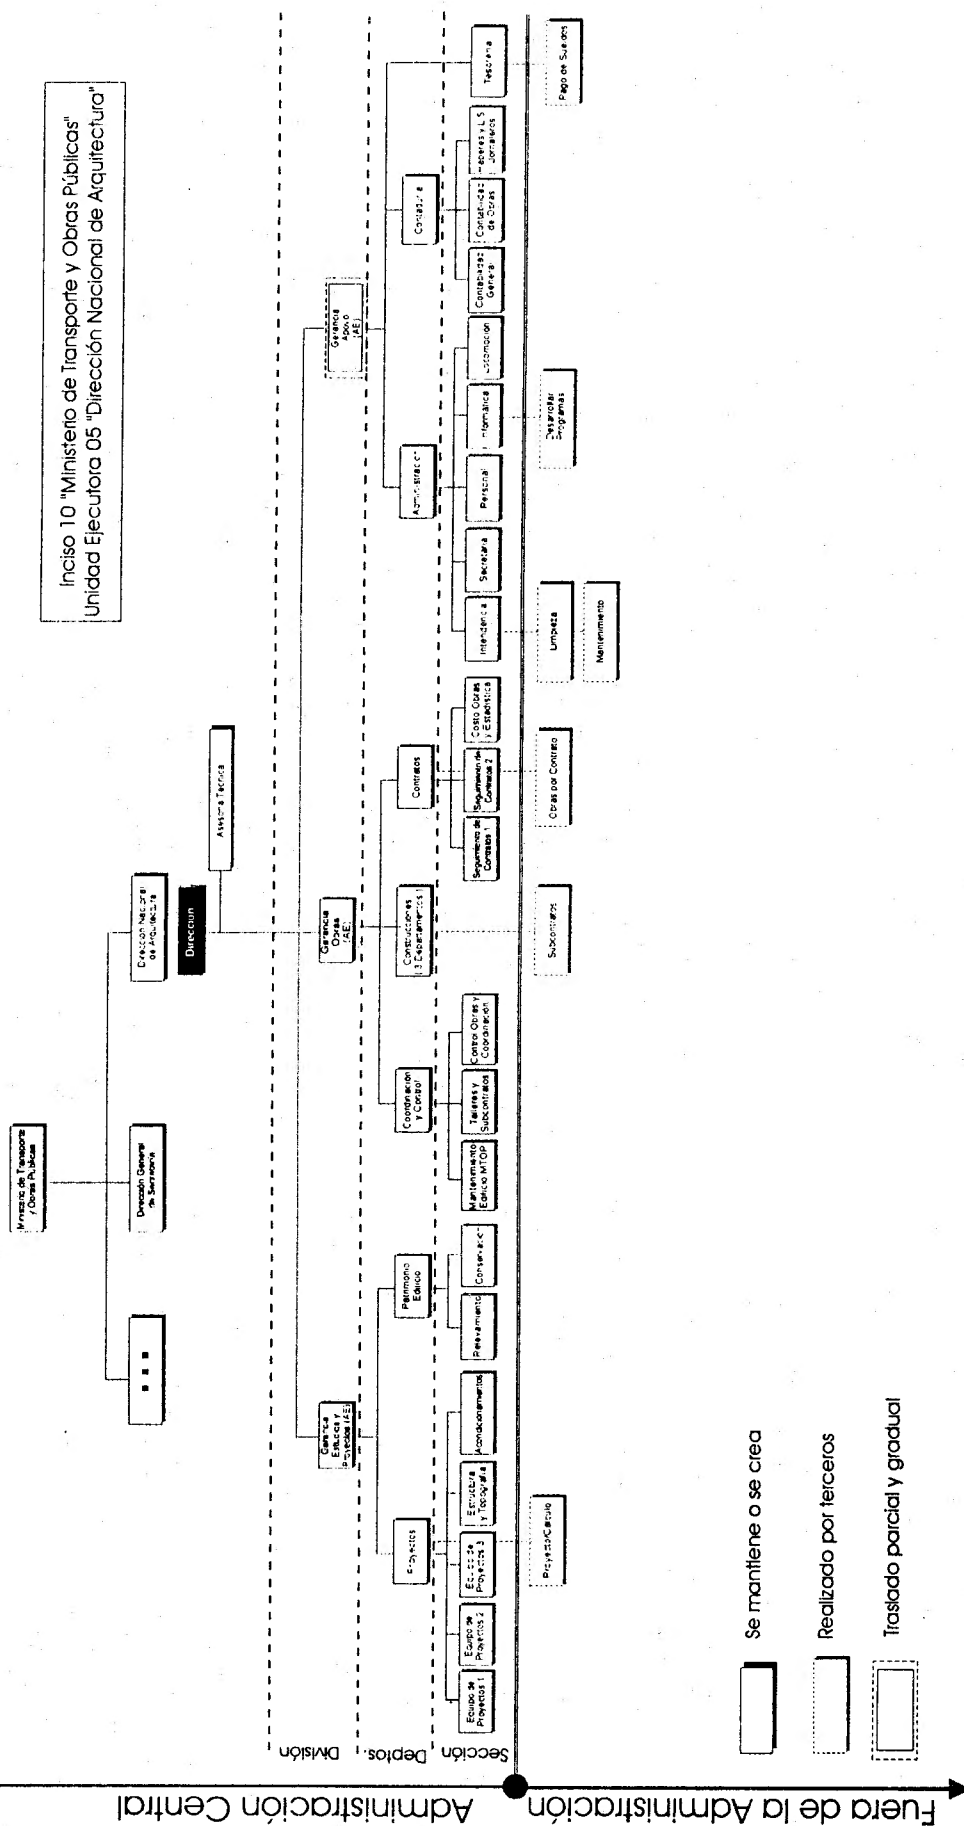 Inciso 10 "Ministerio de Transporte y Obras Públicas"
Unidad Ejecutora 05 "Dirección Nacional de Arquitectura"
Ministerio de Transporte
y Obras Públicas
Dirección General
de Secretaría
Dirección Nacional
de Arquitectura
Dirección
Asesoría Técnica
División
Gerencia
Estudios y
Proyectos (AE)
Gerencia
Obras
(AE)
Gerencia
Apoyo
(AE)
Deptos.
Proyectos
Patrimonio
Edilicio
Coordinación
y Control
Construcciones
(3 Departamentos)
Contratos
Administración
Contaduría
Sección
Equipo de
Proyectos 1
Equipo de
Proyectos 2
Equipo de
Proyectos 3
Estructura
y Topografía
Acondicionamientos
Relevamiento
Conservación
Mantenimiento
Edificio MTOP
Talleres y
Subcontratos
Control Obras y
Coordinación
Seguimiento de
Contratos 1
Seguimiento de
Contratos 2
Costo Obras
y Estadística
Intendencia
Secretaría
Personal
Informática
Locomoción
Contabilidad
General
Contabilidad
de Obras
Haberes y L.S.
Jornaleros
Tesorería
Proyecto/Cálculo
Subcontratos
Obras por Contrato
Limpieza
Mantenimiento
Desarrollar
Programas
Pago de Sueldos
Administración Central
Fuera de la Administración
Se mantiene o se crea
Realizado por terceros
Traslado parcial y gradual